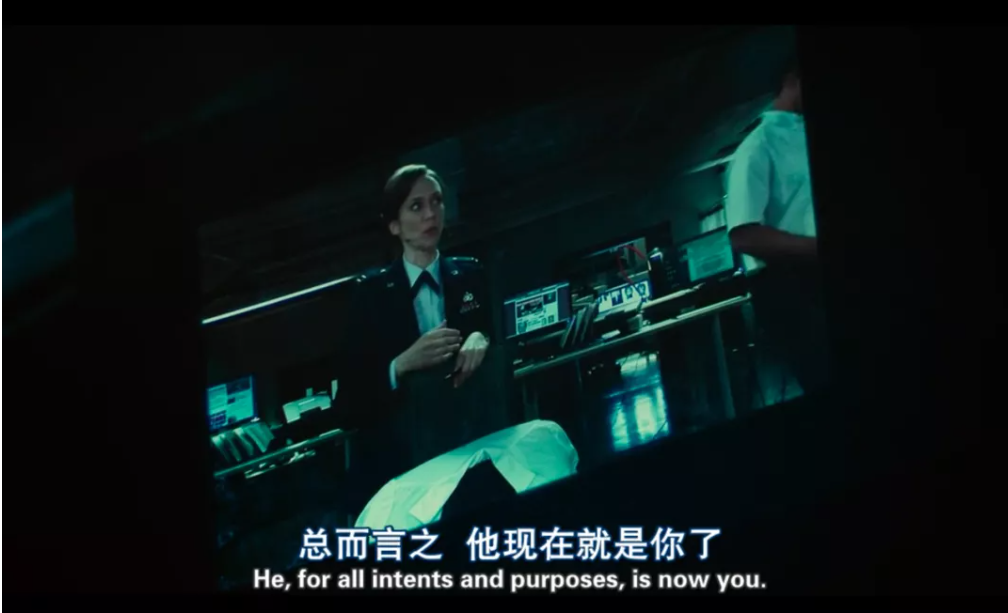 总而言之 他现在就是你了
He, for all intents and purposes, is now you.